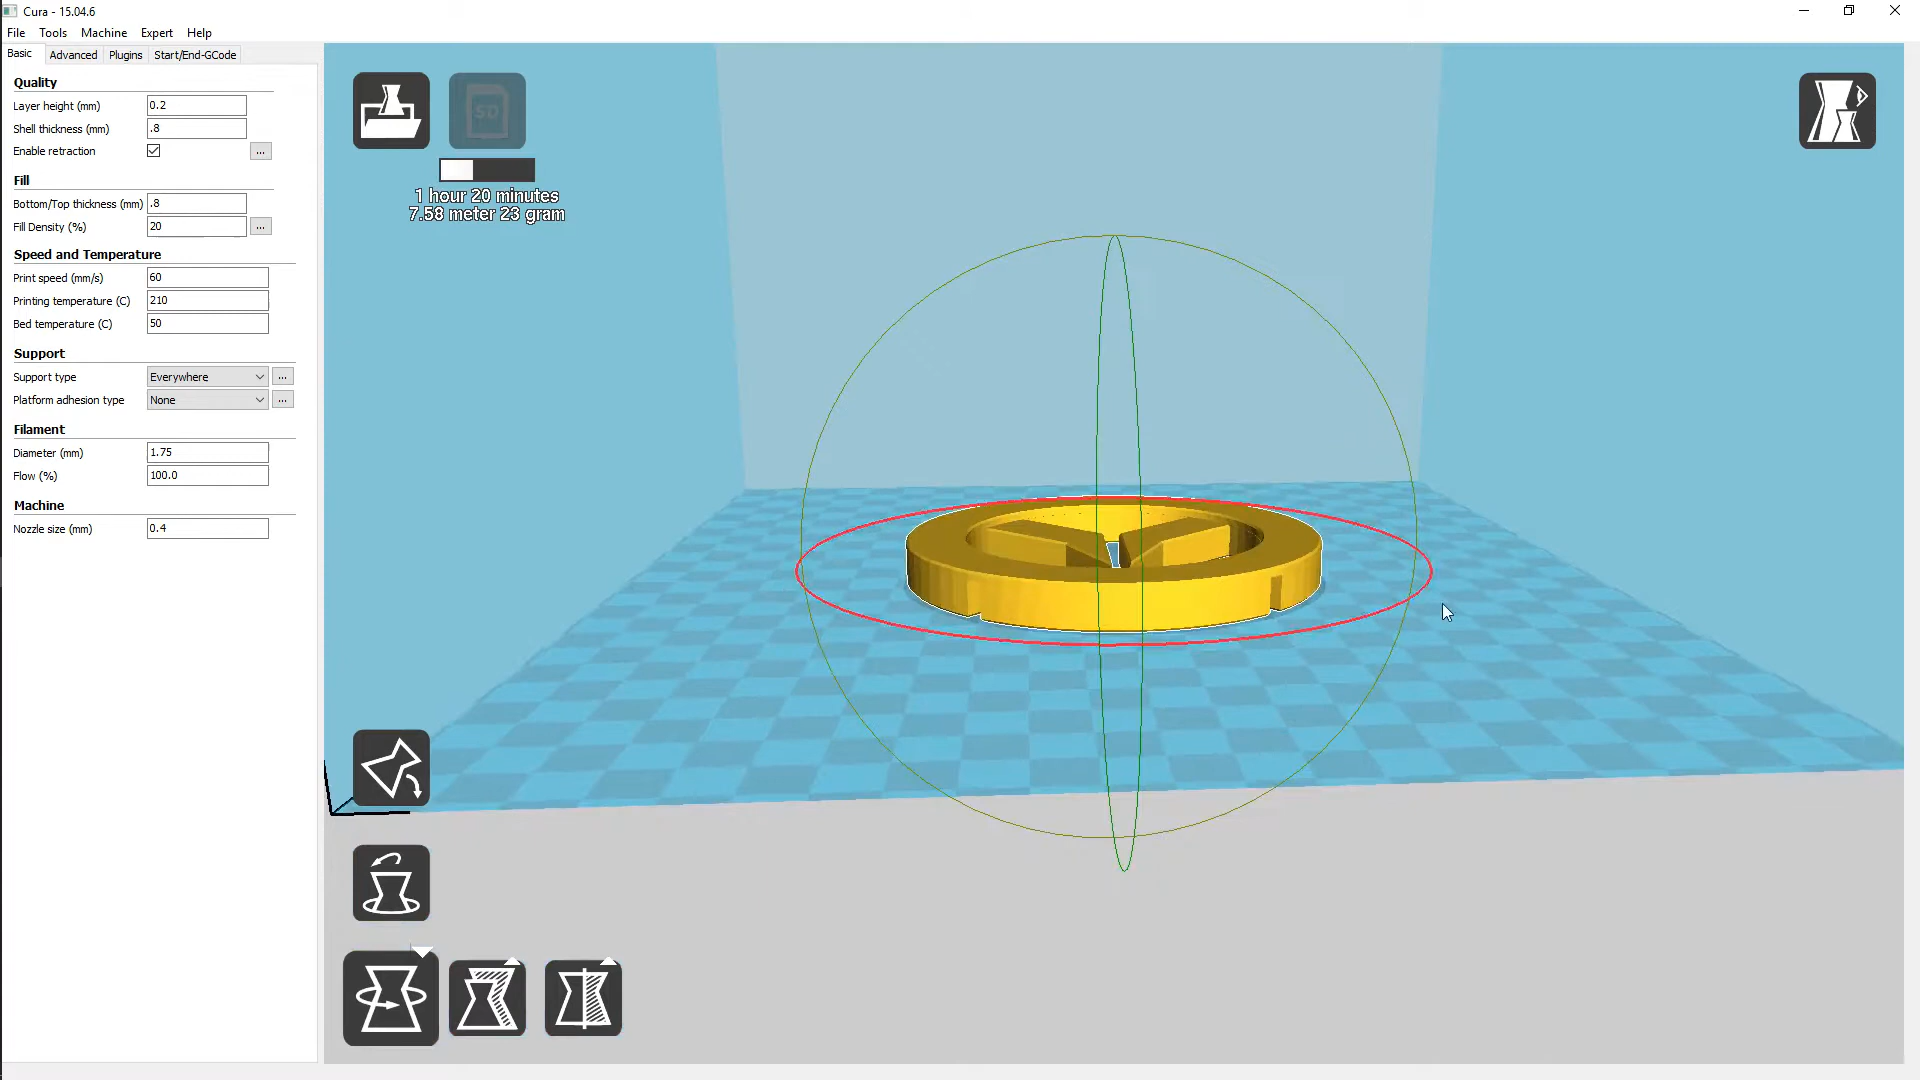 Cura - 15.04.6
File Tools Machine Expert Help
Basic Advanced Plugins Start/End-GCode
Quality
Layer height (mm) 0.2
Shell thickness (mm) .8
Enable retraction ...
Fill
Bottom/Top thickness (mm) .8
Fill Density (%) 20 ...
Speed and Temperature
Print speed (mm/s) 60
Printing temperature (C) 210
Bed temperature (C) 50
Support
Support type Everywhere ...
Platform adhesion type None ...
Filament
Diameter (mm) 1.75
Flow (%) 100.0
Machine
Nozzle size (mm) 0.4
SD
1 hour 20 minutes
7.58 meter 23 gram